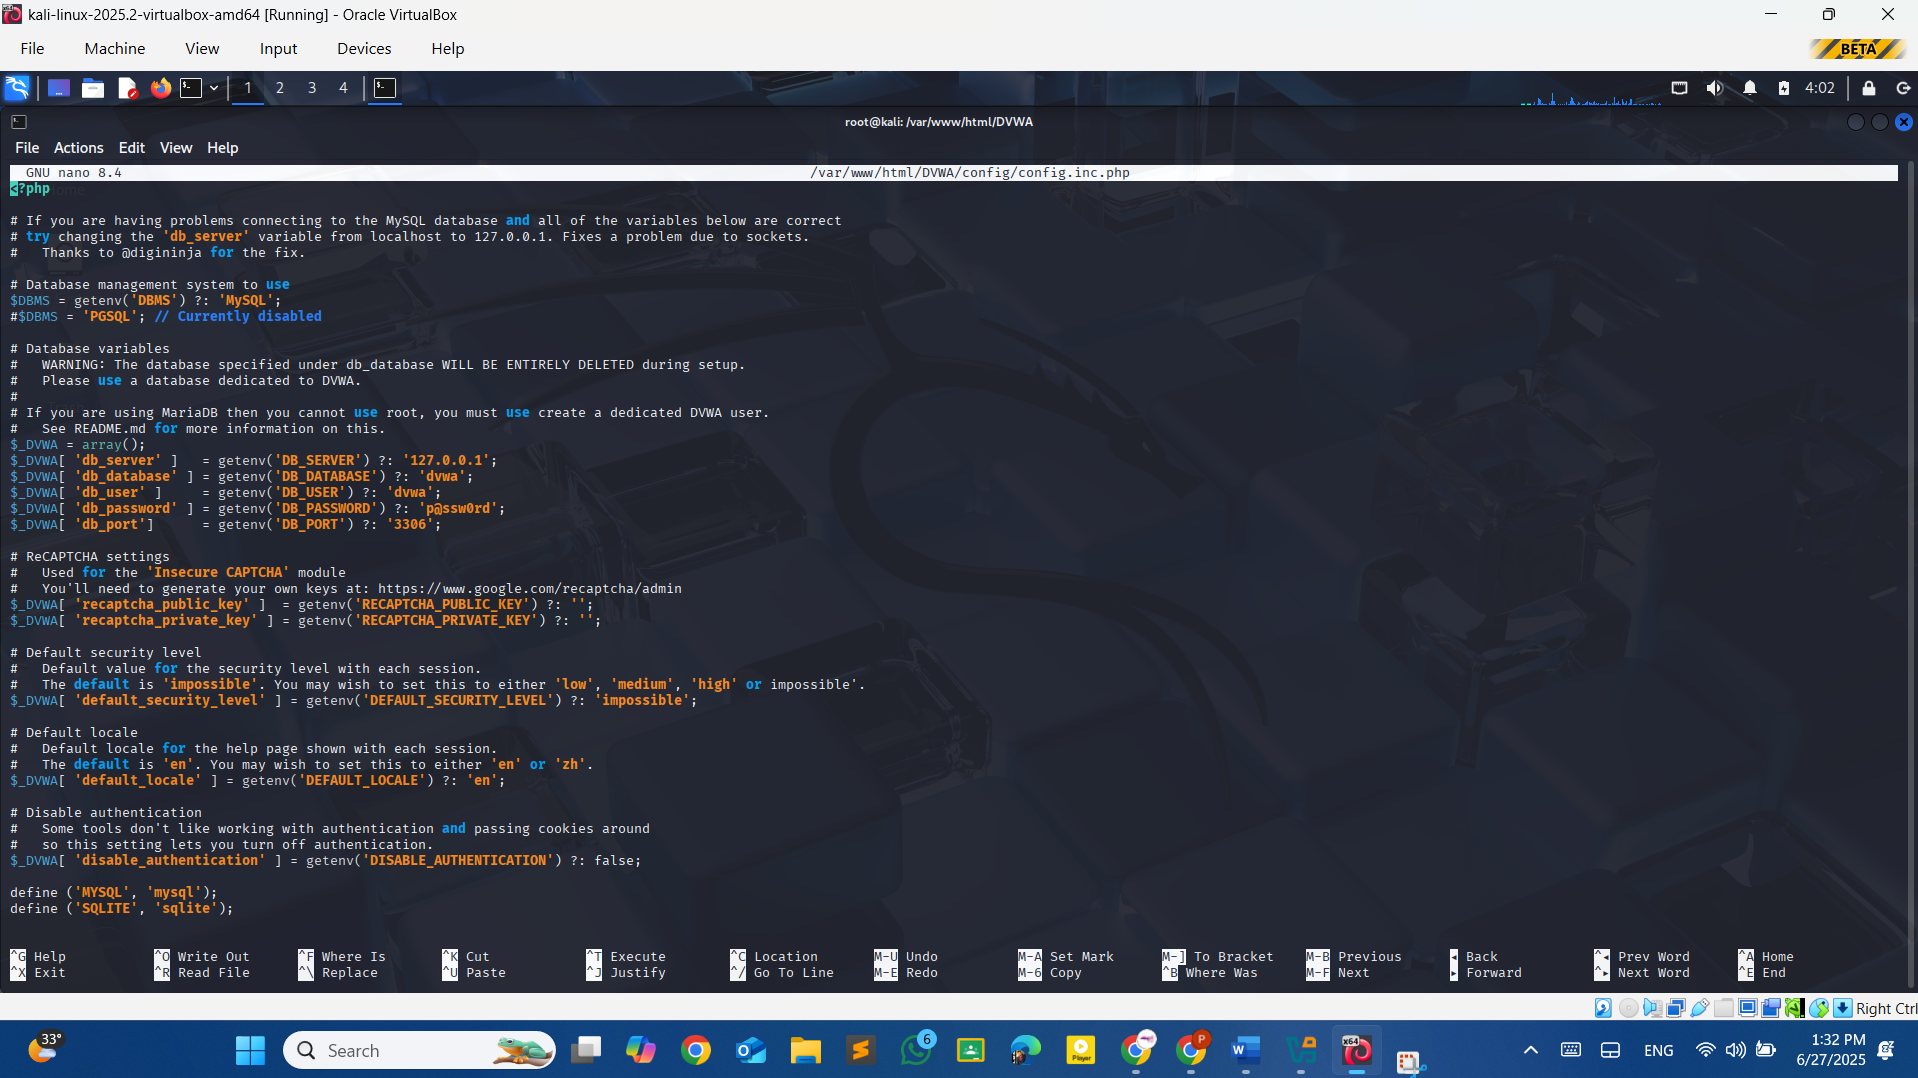 kali-linux-2025.2-virtualbox-amd64 [Running] - Oracle VirtualBox
File Machine View Input Devices Help
BETA
1 2 3 4
4:02
root@kali: /var/www/html/DVWA
File Actions Edit View Help
GNU nano 8.4 /var/www/html/DVWA/config/config.inc.php
<?php
# If you are having problems connecting to the MySQL database and all of the variables below are correct
# try changing the 'db_server' variable from localhost to 127.0.0.1. Fixes a problem due to sockets.
#   Thanks to @digininja for the fix.
# Database management system to use
$DBMS = getenv('DBMS') ?: 'MySQL';
#$DBMS = 'PGSQL'; // Currently disabled
# Database variables
#   WARNING: The database specified under db_database WILL BE ENTIRELY DELETED during setup.
#   Please use a database dedicated to DVWA.
#
# If you are using MariaDB then you cannot use root, you must use create a dedicated DVWA user.
#   See README.md for more information on this.
$_DVWA = array();
$_DVWA[ 'db_server' ]   = getenv('DB_SERVER') ?: '127.0.0.1';
$_DVWA[ 'db_database' ] = getenv('DB_DATABASE') ?: 'dvwa';
$_DVWA[ 'db_user' ]     = getenv('DB_USER') ?: 'dvwa';
$_DVWA[ 'db_password' ] = getenv('DB_PASSWORD') ?: 'p@ssw0rd';
$_DVWA[ 'db_port']      = getenv('DB_PORT') ?: '3306';
# ReCAPTCHA settings
#   Used for the 'Insecure CAPTCHA' module
#   You'll need to generate your own keys at: https://www.google.com/recaptcha/admin
$_DVWA[ 'recaptcha_public_key' ]  = getenv('RECAPTCHA_PUBLIC_KEY') ?: '';
$_DVWA[ 'recaptcha_private_key' ] = getenv('RECAPTCHA_PRIVATE_KEY') ?: '';
# Default security level
#   Default value for the security level with each session.
#   The default is 'impossible'. You may wish to set this to either 'low', 'medium', 'high' or impossible'.
$_DVWA[ 'default_security_level' ] = getenv('DEFAULT_SECURITY_LEVEL') ?: 'impossible';
# Default locale
#   Default locale for the help page shown with each session.
#   The default is 'en'. You may wish to set this to either 'en' or 'zh'.
$_DVWA[ 'default_locale' ] = getenv('DEFAULT_LOCALE') ?: 'en';
# Disable authentication
#   Some tools don't like working with authentication and passing cookies around
#   so this setting lets you turn off authentication.
$_DVWA[ 'disable_authentication' ] = getenv('DISABLE_AUTHENTICATION') ?: false;
define ('MYSQL', 'mysql');
define ('SQLITE', 'sqlite');
^G Help ^O Write Out ^F Where Is ^K Cut ^T Execute ^C Location M-U Undo M-A Set Mark M-] To Bracket M-B Previous ◂ Back ^◂ Prev Word ^A Home
^X Exit ^R Read File ^\ Replace ^U Paste ^J Justify ^/ Go To Line M-E Redo M-6 Copy ^B Where Was M-F Next ▸ Forward ^▸ Next Word ^E End
Right Ctrl
33°
Search
6
Player
P
x64
ENG
1:32 PM
6/27/2025